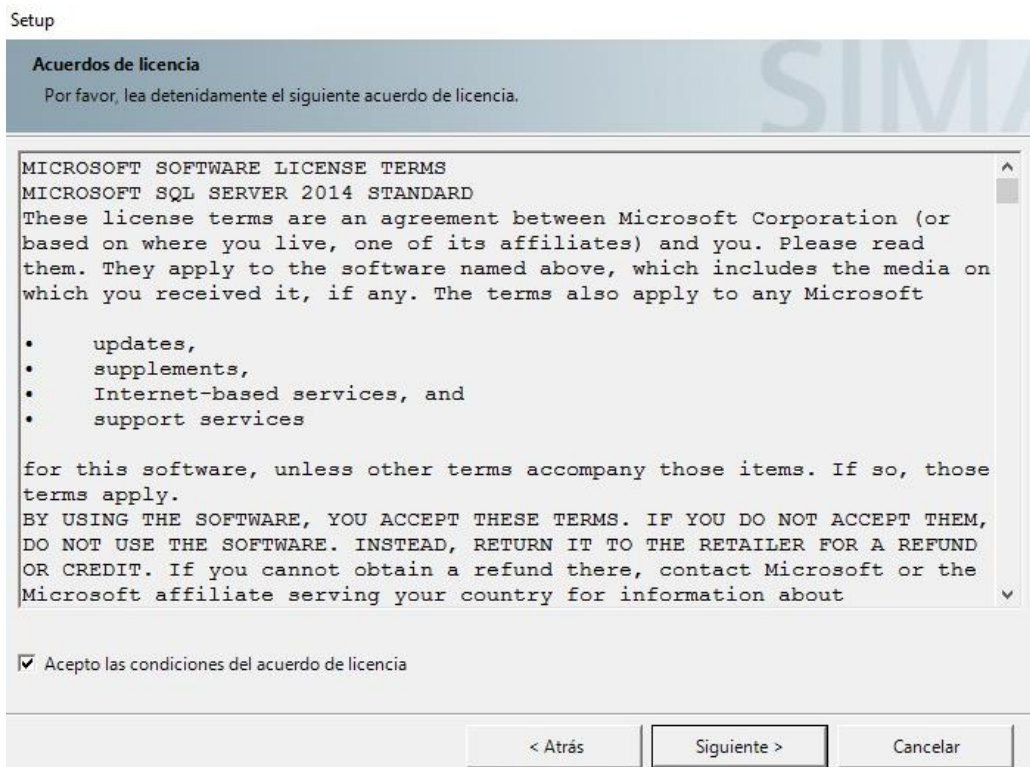 Setup
Acuerdos de licencia
Por favor, lea detenidamente el siguiente acuerdo de licencia.
SIMA
MICROSOFT SOFTWARE LICENSE TERMS
MICROSOFT SQL SERVER 2014 STANDARD
These license terms are an agreement between Microsoft Corporation (or
based on where you live, one of its affiliates) and you. Please read
them. They apply to the software named above, which includes the media on
which you received it, if any. The terms also apply to any Microsoft
• updates,
• supplements,
• Internet-based services, and
• support services
for this software, unless other terms accompany those items. If so, those
terms apply.
BY USING THE SOFTWARE, YOU ACCEPT THESE TERMS. IF YOU DO NOT ACCEPT THEM,
DO NOT USE THE SOFTWARE. INSTEAD, RETURN IT TO THE RETAILER FOR A REFUND
OR CREDIT. If you cannot obtain a refund there, contact Microsoft or the
Microsoft affiliate serving your country for information about
Acepto las condiciones del acuerdo de licencia
< Atrás Siguiente > Cancelar